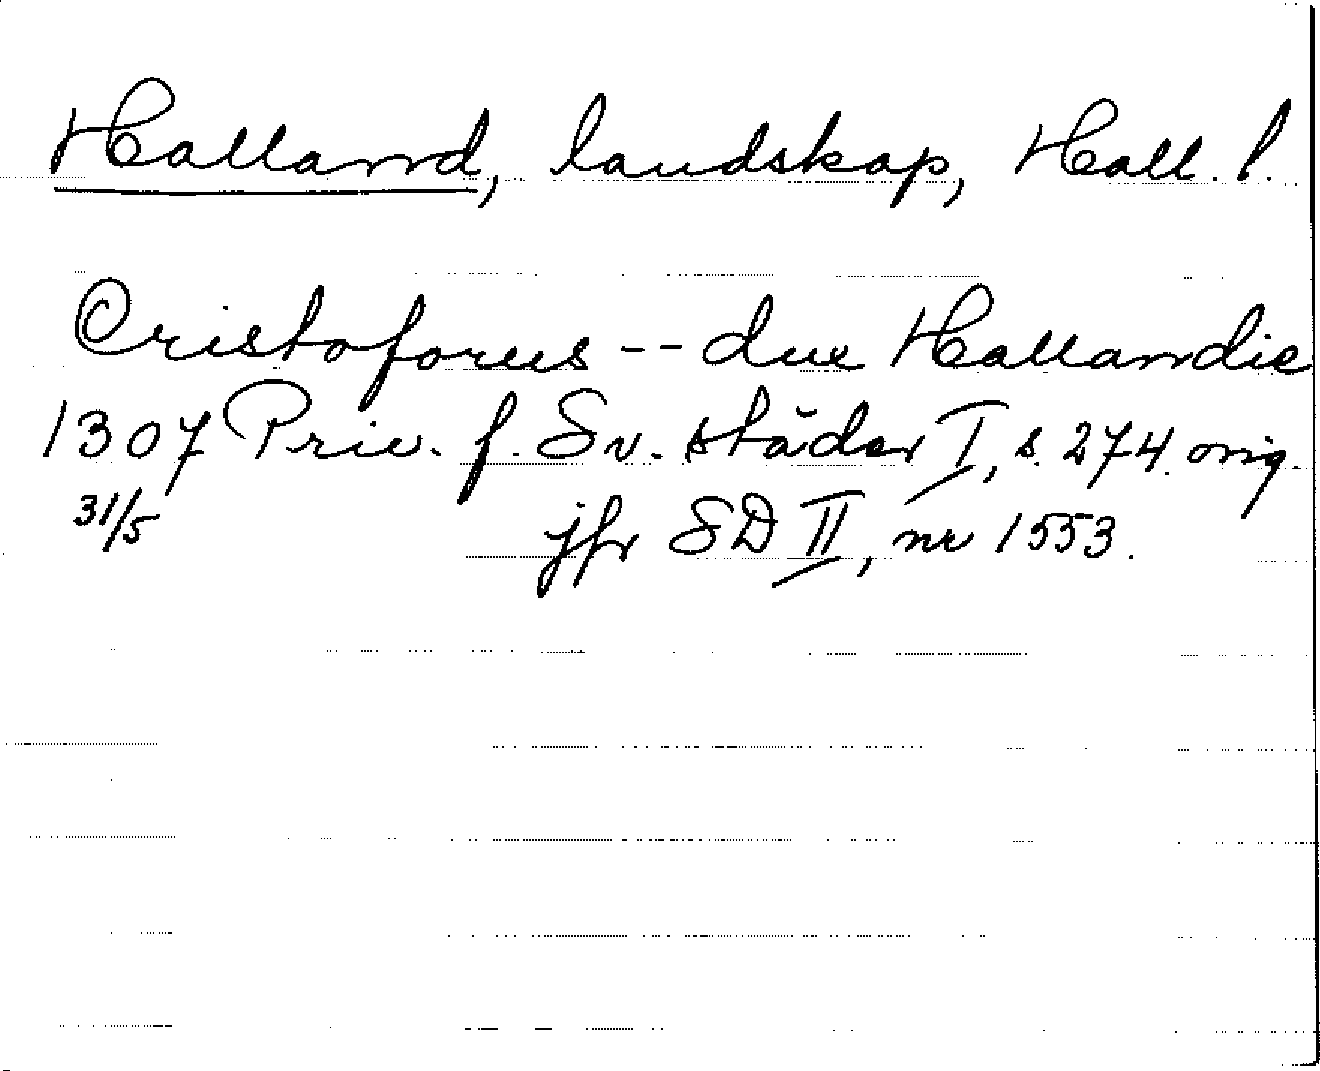 Halland, landskap, Hall. l.
Cristoforus -- dux Hallandie
1307 Priv. f. Sv. städer I, s. 274. orig.
31/5 jfr SD II, nr 1553.